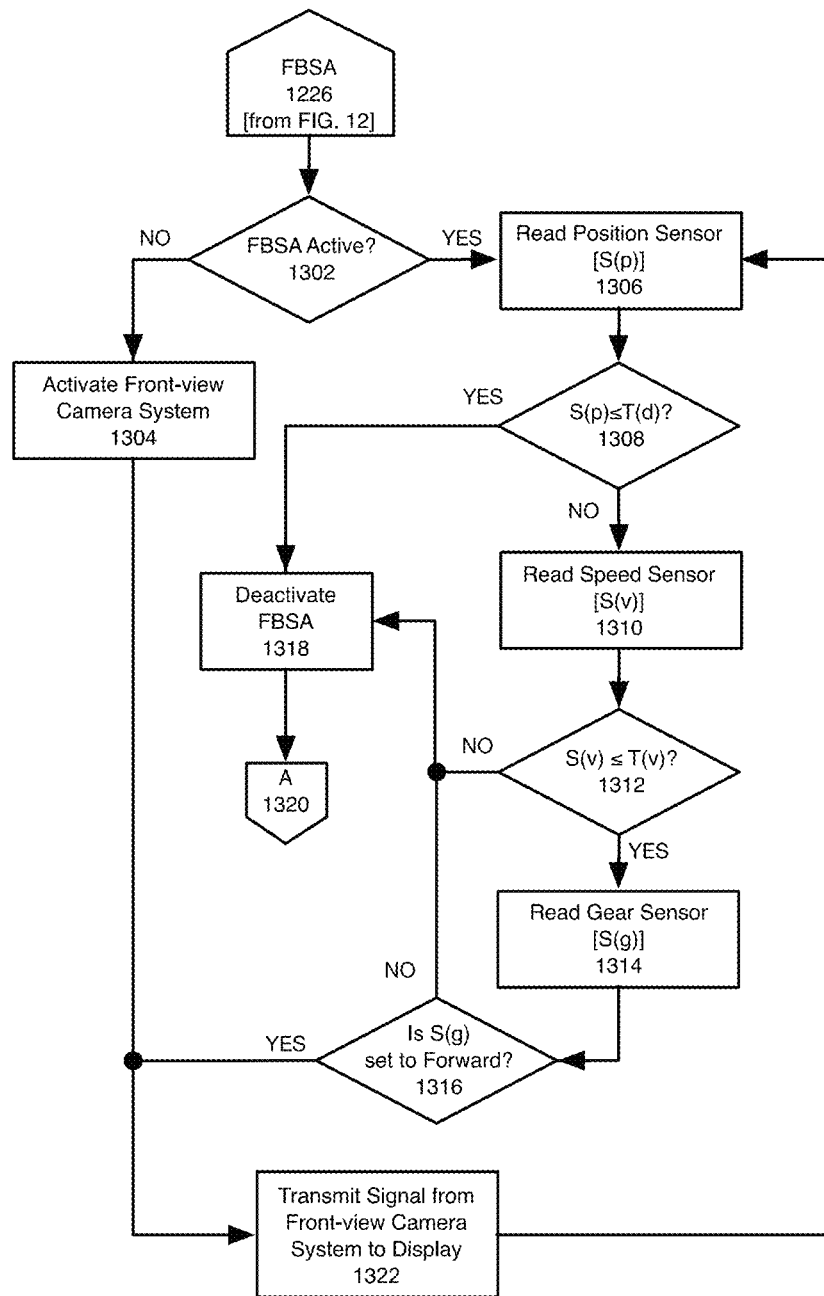 FBSA
1226
[from FIG. 12]
NO
FBSA Active?
1302
YES
Read Position Sensor
[S(p)]
1306
Activate Front-view
Camera System
1304
YES
S(p)≤T(d)?
1308
NO
Read Speed Sensor
[S(v)]
1310
Deactivate
FBSA
1318
NO
S(v) ≤ T(v)?
1312
A
1320
YES
Read Gear Sensor
[S(g)]
1314
NO
YES
Is S(g)
set to Forward?
1316
Transmit Signal from
Front-view Camera
System to Display
1322